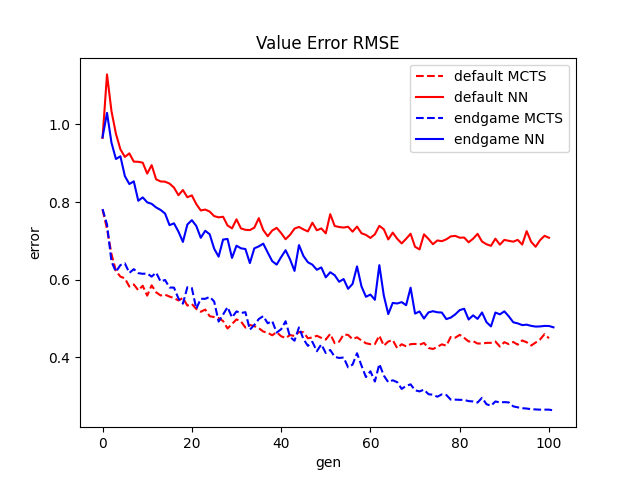 Value Error RMSE
default MCTS
default NN
endgame MCTS
endgame NN
error
1.0
0.8
0.6
0.4
0
20
40
60
80
100
gen